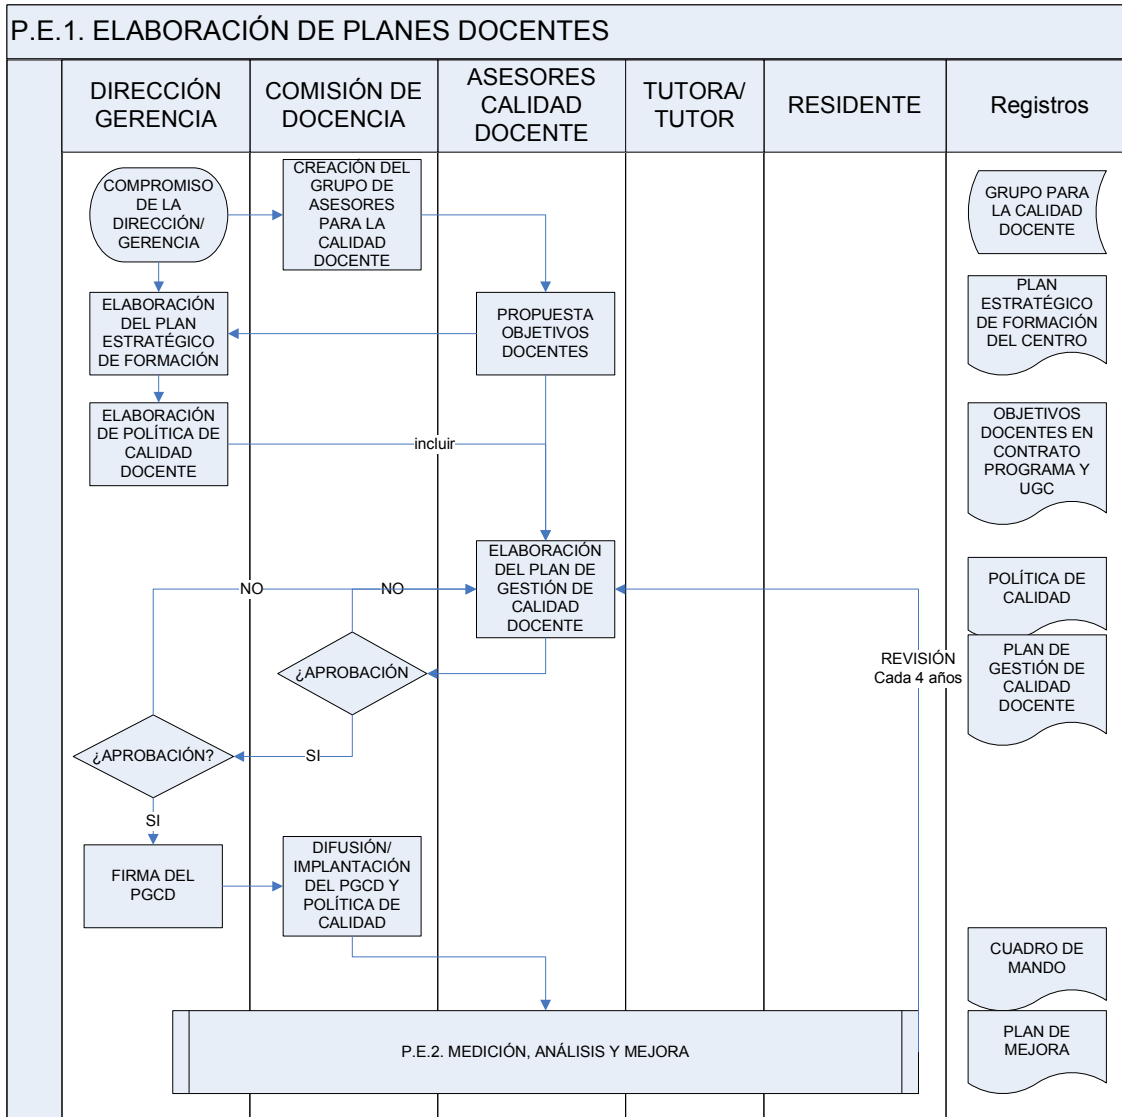 P.E.1. ELABORACIÓN DE PLANES DOCENTES
DIRECCIÓN
GERENCIA
COMISIÓN DE
DOCENCIA
ASESORES
CALIDAD
DOCENTE
TUTORA/
TUTOR
RESIDENTE
Registros
COMPROMISO
DE LA
DIRECCIÓN/
GERENCIA
CREACIÓN DEL
GRUPO DE
ASESORES
PARA LA
CALIDAD
DOCENTE
GRUPO PARA
LA CALIDAD
DOCENTE
ELABORACIÓN
DEL PLAN
ESTRATÉGICO
DE FORMACIÓN
PROPUESTA
OBJETIVOS
DOCENTES
PLAN
ESTRATÉGICO
DE FORMACIÓN
DEL CENTRO
ELABORACIÓN
DE POLÍTICA DE
CALIDAD
DOCENTE
incluir
OBJETIVOS
DOCENTES EN
CONTRATO
PROGRAMA Y
UGC
ELABORACIÓN
DEL PLAN DE
GESTIÓN DE
CALIDAD
DOCENTE
NO
NO
POLÍTICA DE
CALIDAD
¿APROBACIÓN
REVISIÓN
Cada 4 años
PLAN DE
GESTIÓN DE
CALIDAD
DOCENTE
¿APROBACIÓN?
SI
SI
FIRMA DEL
PGCD
DIFUSIÓN/
IMPLANTACIÓN
DEL PGCD Y
POLÍTICA DE
CALIDAD
CUADRO DE
MANDO
P.E.2. MEDICIÓN, ANÁLISIS Y MEJORA
PLAN DE
MEJORA